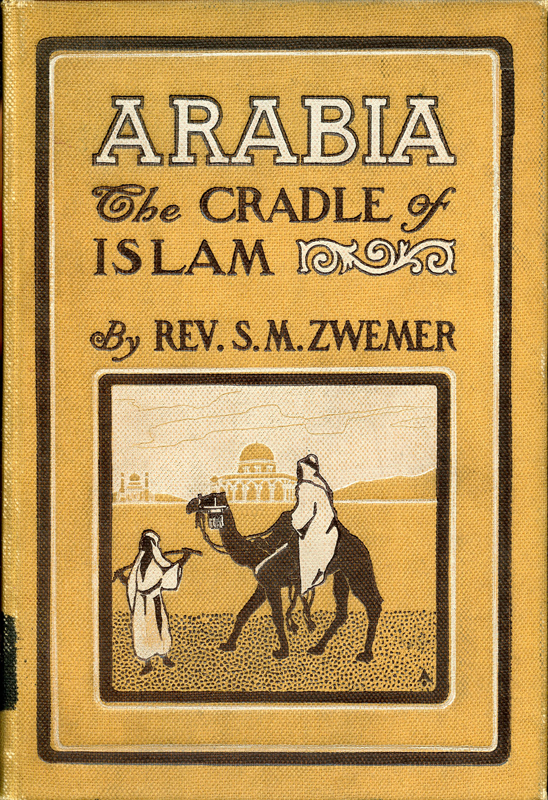 ARABIA
The CRADLE of
ISLAM
By REV. S. M. ZWEMER